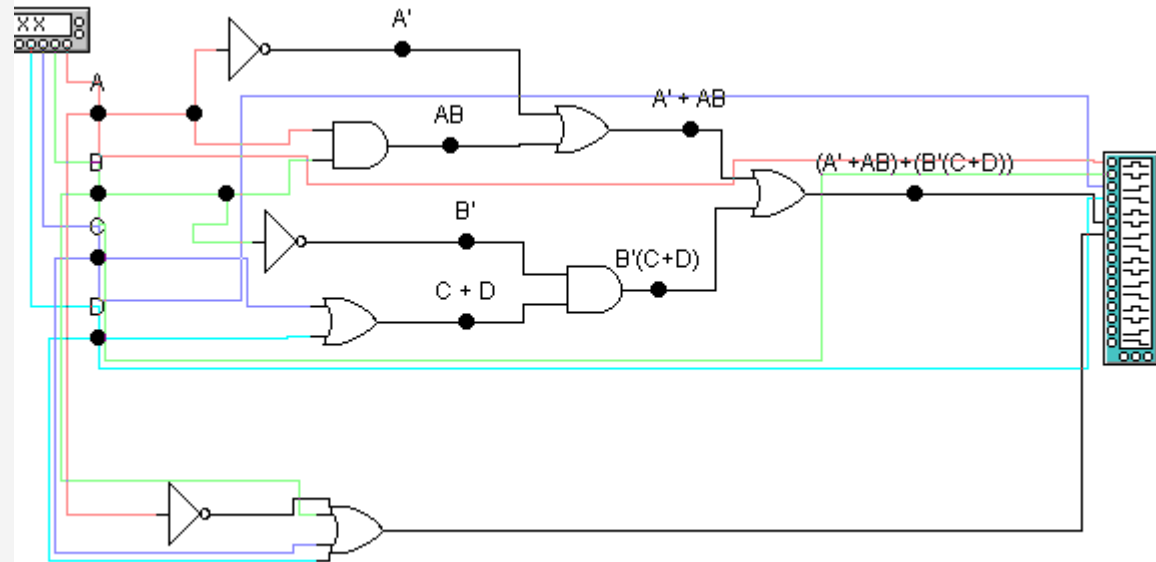 XX
A'
A
AB
A' + AB
B
(A' +AB)+(B'(C+D))
C
B'
B'(C+D)
D
C + D